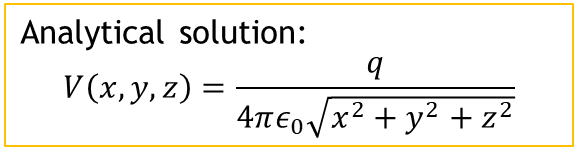 Analytical solution:
V(x, y, z) = q / 4πϵ₀√x² + y² + z²